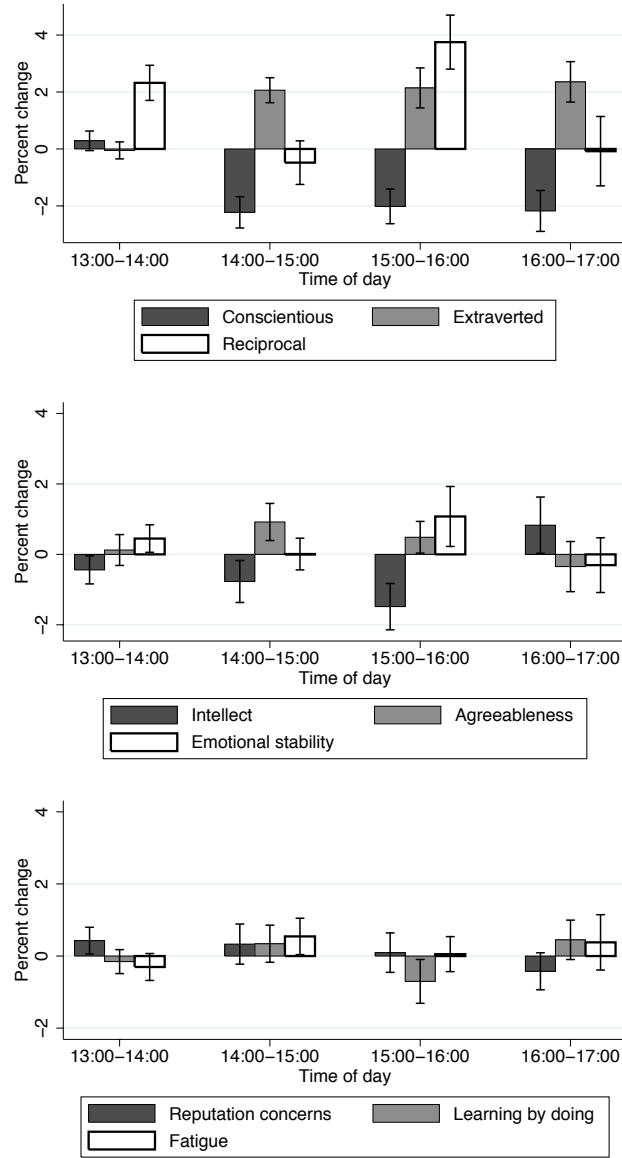 4
2
0
−2
Percent change
13:00−14:00 14:00−15:00 15:00−16:00 16:00−17:00
Time of day
Conscientious Extraverted
Reciprocal
4
2
0
−2
Percent change
13:00−14:00 14:00−15:00 15:00−16:00 16:00−17:00
Time of day
Intellect Agreeableness
Emotional stability
4
2
0
−2
Percent change
13:00−14:00 14:00−15:00 15:00−16:00 16:00−17:00
Time of day
Reputation concerns Learning by doing
Fatigue